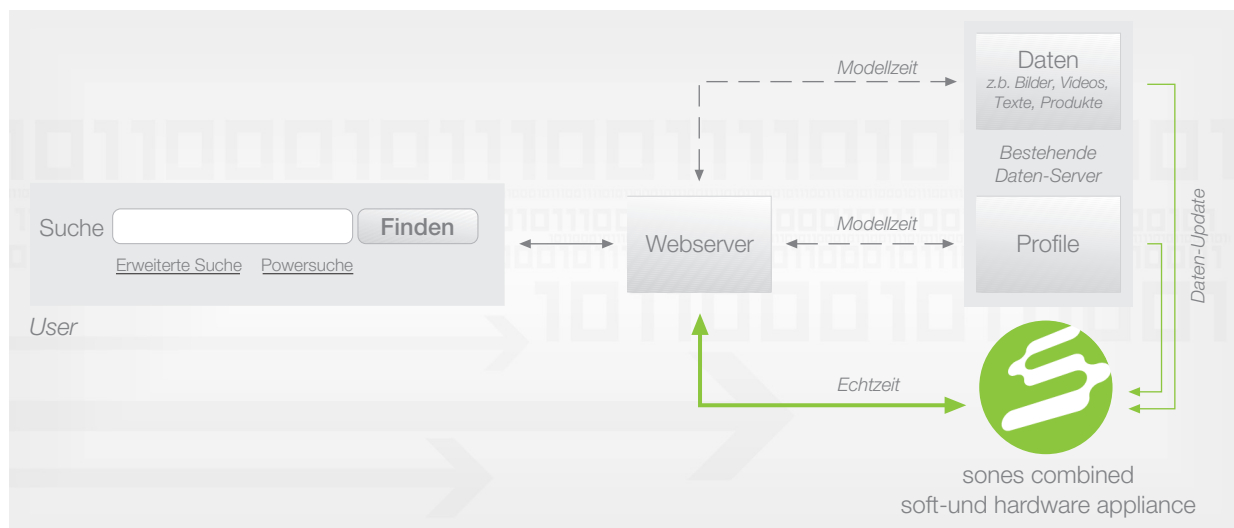 Modellzeit
Daten
z.b. Bilder, Videos,
Texte, Produkte
Bestehende
Daten-Server
Suche
Finden
Erweiterte Suche Powersuche
User
Webserver
Modellzeit
Profile
Daten-Update
Echtzeit
sones combined
soft-und hardware appliance